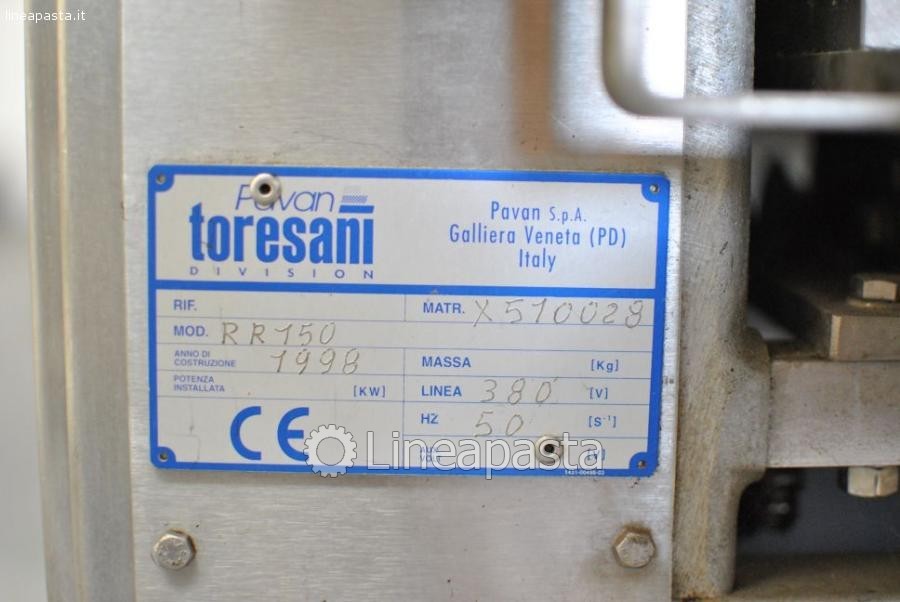 lineapasta.it
Pavan
toresani
DIVISION
Pavan S.p.A.
Galliera Veneta (PD)
Italy
RIF.
MATR. X510028
MOD. RR150
ANNO DI
COSTRUZIONE 1998
MASSA [Kg]
POTENZA
INSTALLATA [KW]
LINEA 380 [V]
HZ 50 [S⁻¹]
CE
Lineapasta
[V]